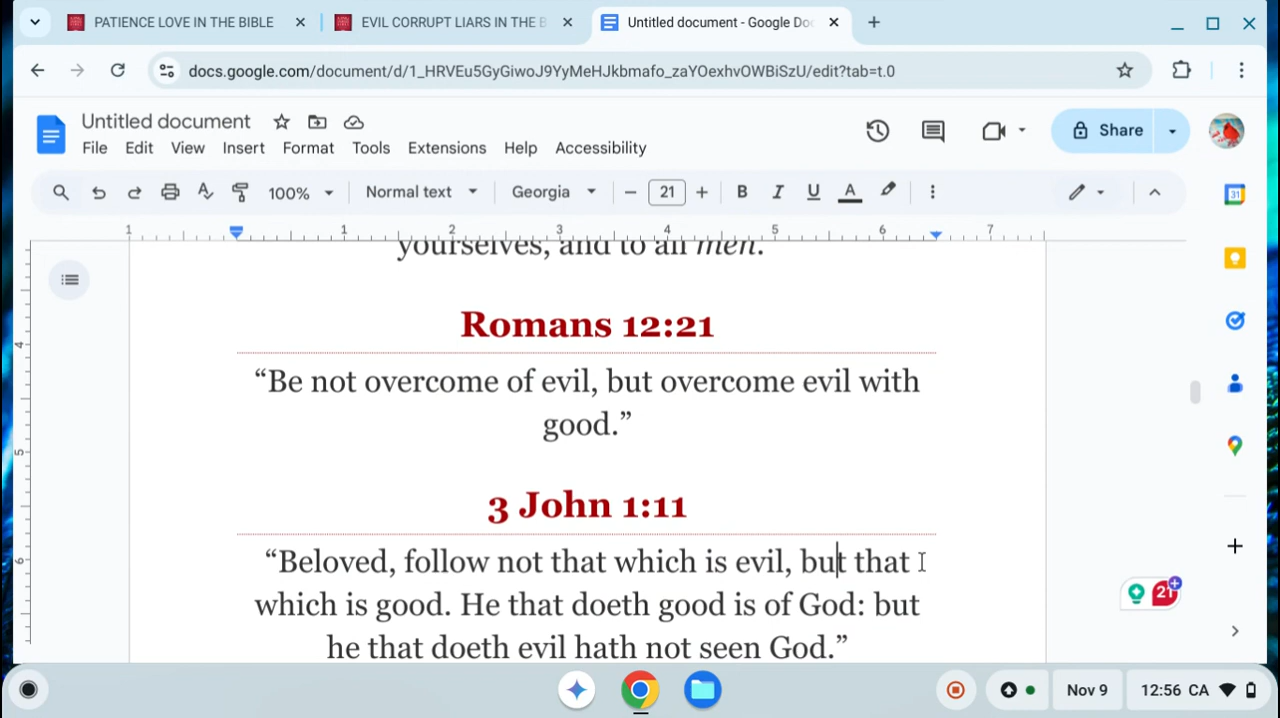 PATIENCE LOVE IN THE BIBLE
EVIL CORRUPT LIARS IN THE B
Untitled document - Google Doc
docs.google.com/document/d/1_HRVEu5GyGiwoJ9YyMeHJkbmafo_zaYOexhvOWBiSzU/edit?tab=t.0
Untitled document
File Edit View Insert Format Tools Extensions Help Accessibility
Share
100% Normal text Georgia 21 B I U A
31
1 1 2 3 4 5 6 7
yourselves, and to all men.
Romans 12:21
“Be not overcome of evil, but overcome evil with
good.”
3 John 1:11
“Beloved, follow not that which is evil, but that
which is good. He that doeth good is of God: but
he that doeth evil hath not seen God.”
4
5
6
21
Nov 9
12:56 CA